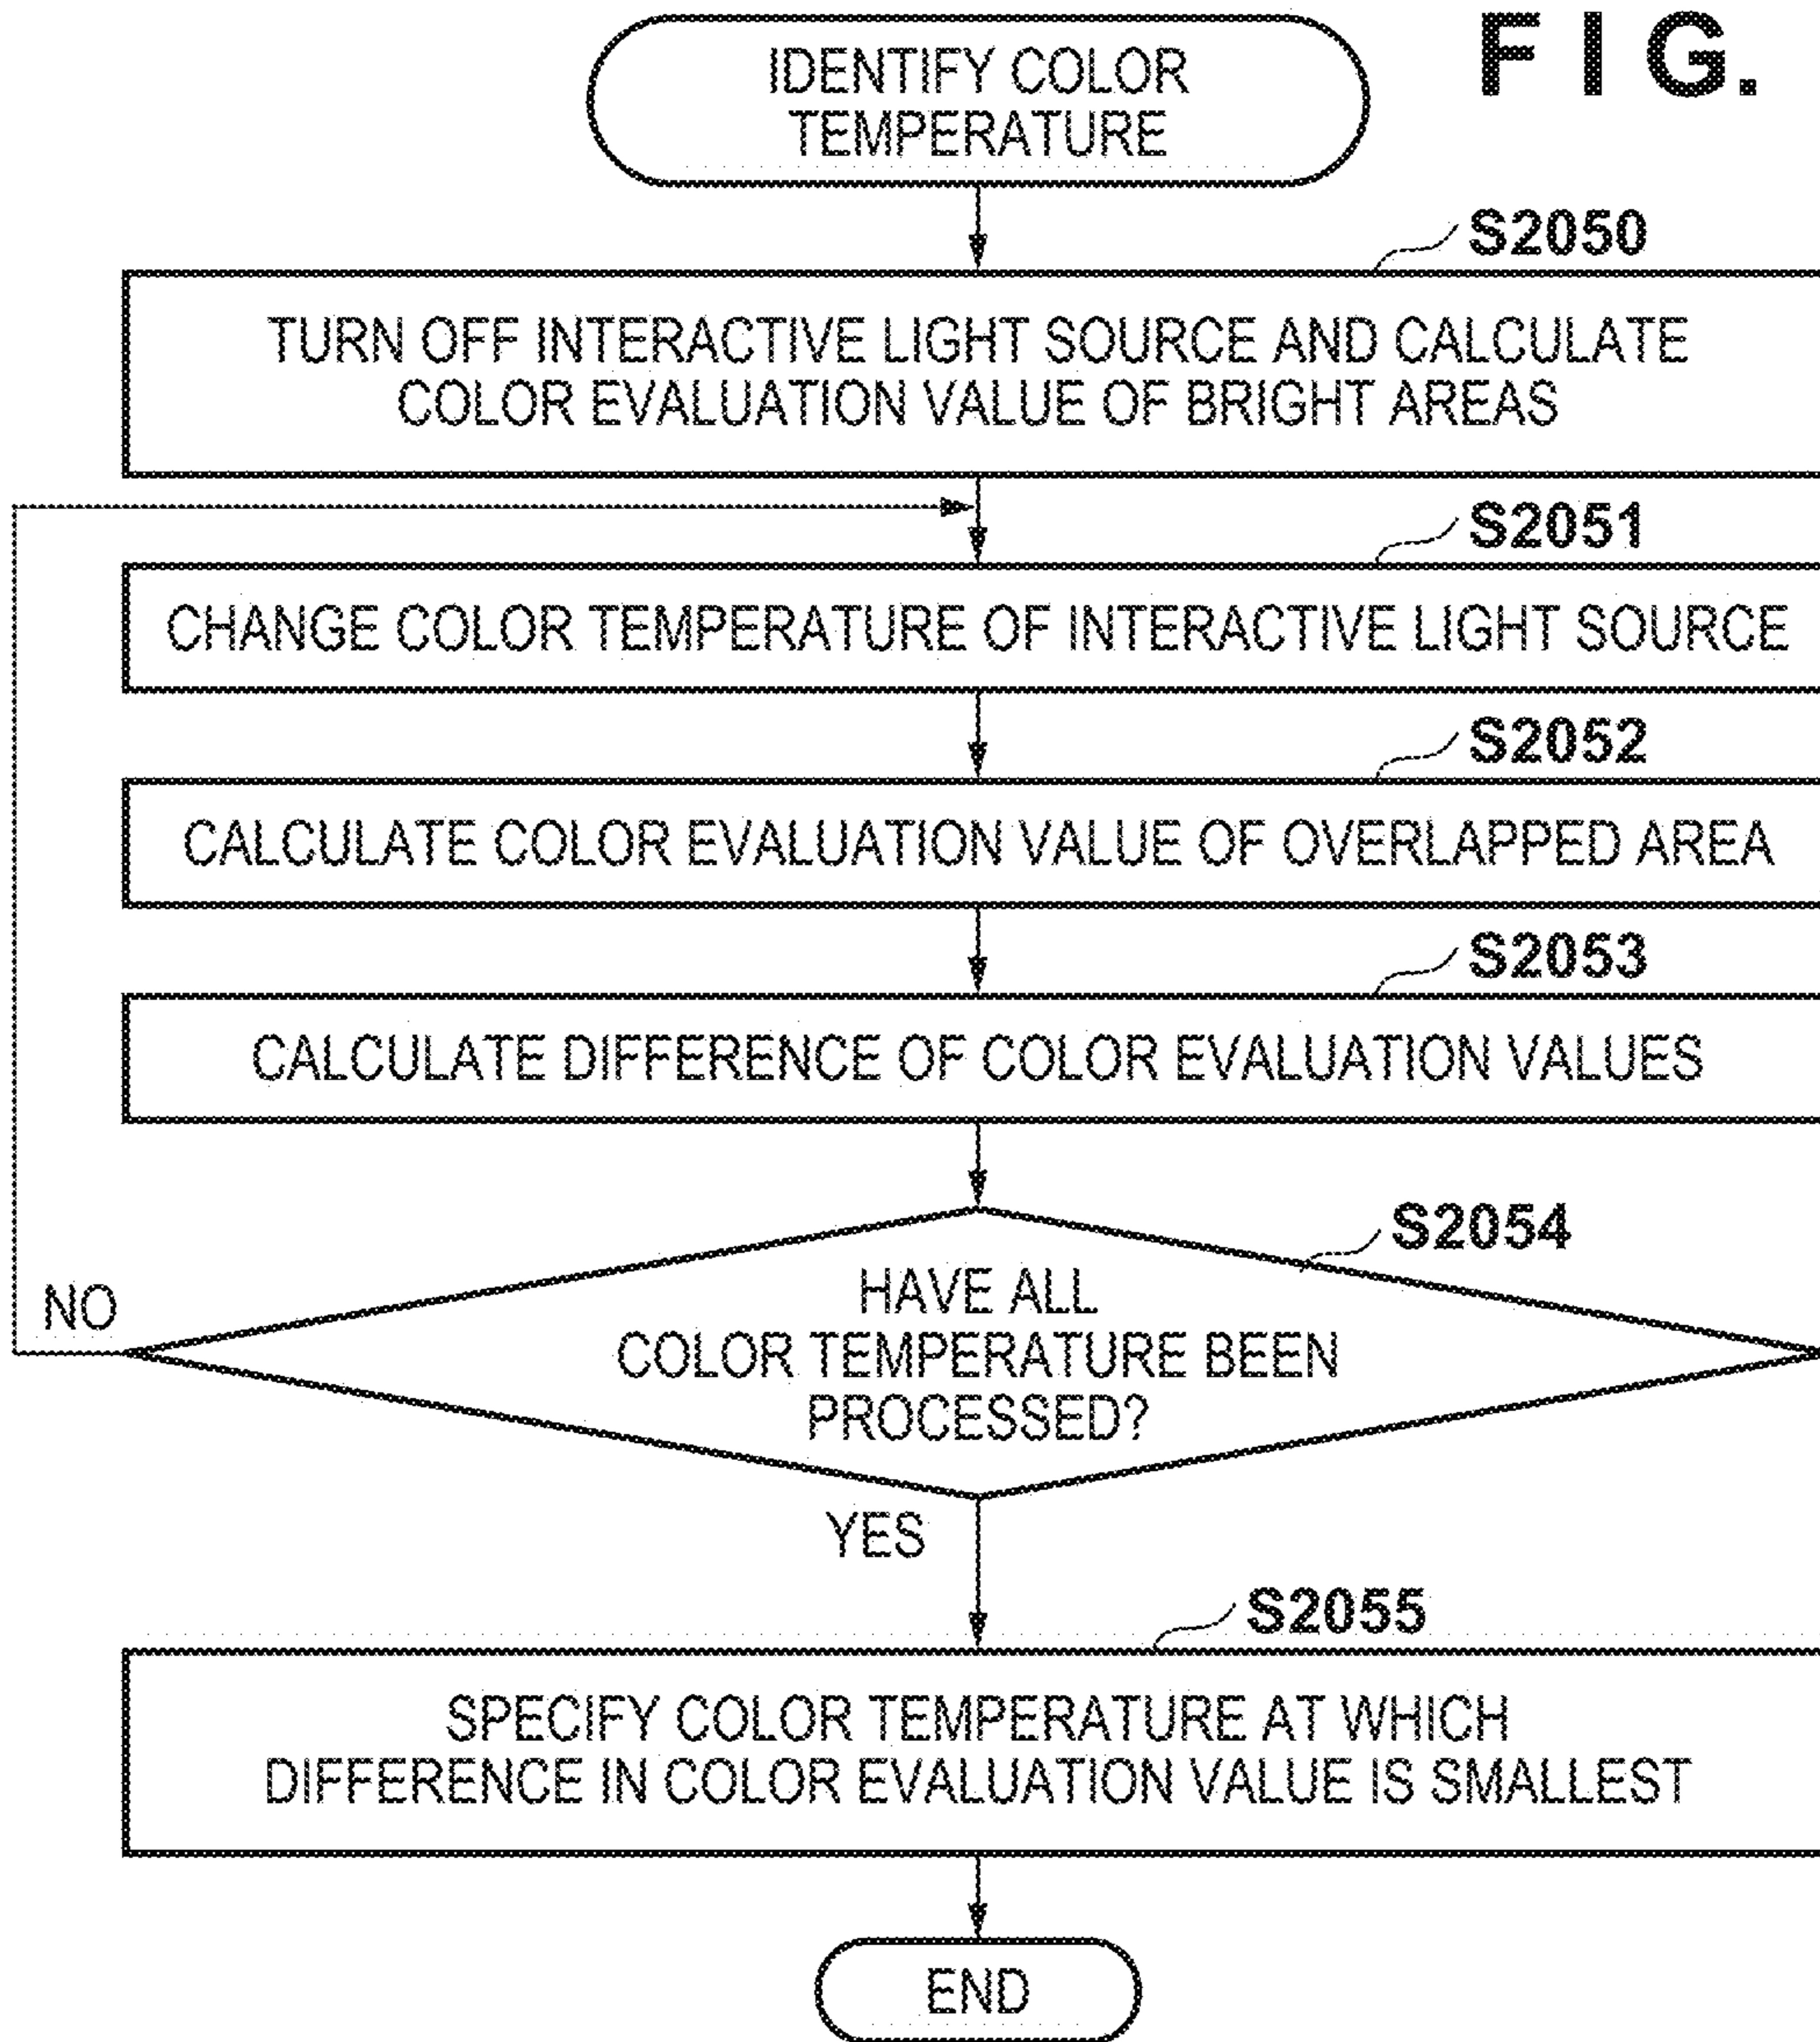 FIG.
IDENTIFY COLOR
TEMPERATURE
S2050
TURN OFF INTERACTIVE LIGHT SOURCE AND CALCULATE
COLOR EVALUATION VALUE OF BRIGHT AREAS
S2051
CHANGE COLOR TEMPERATURE OF INTERACTIVE LIGHT SOURCE
S2052
CALCULATE COLOR EVALUATION VALUE OF OVERLAPPED AREA
S2053
CALCULATE DIFFERENCE OF COLOR EVALUATION VALUES
S2054
NO
HAVE ALL
COLOR TEMPERATURE BEEN
PROCESSED?
YES
S2055
SPECIFY COLOR TEMPERATURE AT WHICH
DIFFERENCE IN COLOR EVALUATION VALUE IS SMALLEST
END